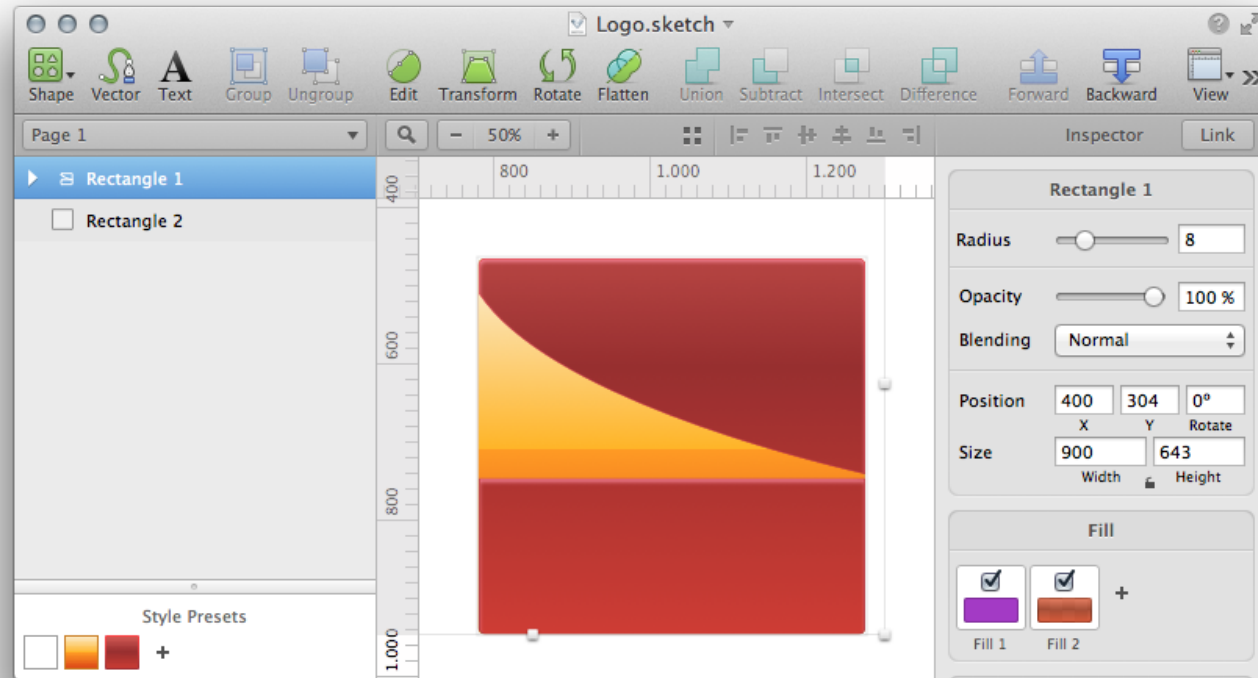 Logo.sketch
Shape Vector Text Group Ungroup Edit Transform Rotate Flatten Union Subtract Intersect Difference Forward Backward View
Page 1 50% Inspector Link
Rectangle 1
Rectangle 2
800 1.000 1.200
400
600
800
1.000
Rectangle 1
Radius 8
Opacity 100 %
Blending Normal
Position 400 304 0º
X Y Rotate
Size 900 643
Width Height
Fill
Fill 1 Fill 2
Style Presets